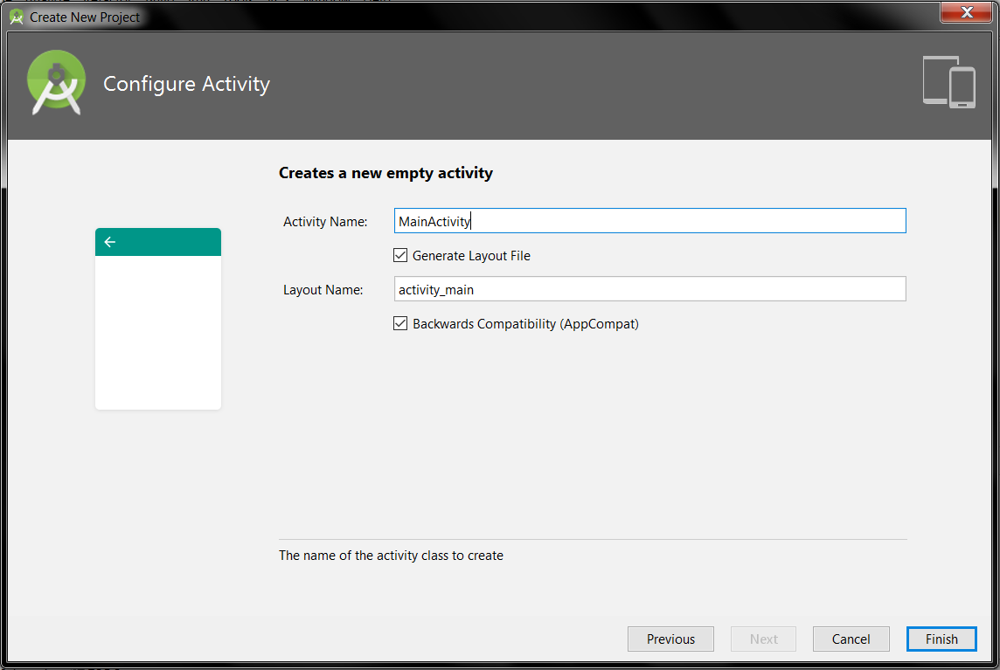 Create New Project
Configure Activity
Creates a new empty activity
Activity Name: MainActivity
Generate Layout File
Layout Name: activity_main
Backwards Compatibility (AppCompat)
The name of the activity class to create
Previous Next Cancel Finish